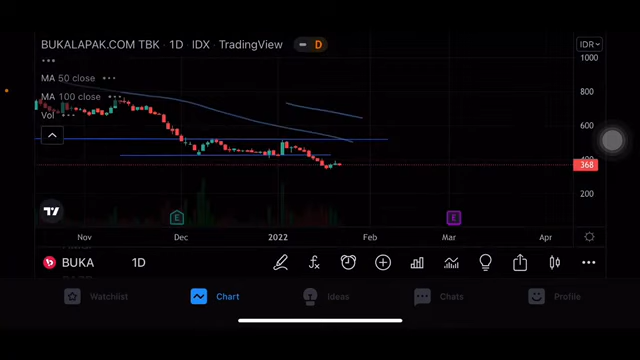 BUKALAPAK.COM TBK · 1D · IDX · TradingView D IDR
MA 50 close
MA 100 close
Vol
1000
800
600
400
368
200
E E
Nov Dec 2022 Feb Mar Apr
BUKA 1D
Watchlist Chart Ideas Chats Profile